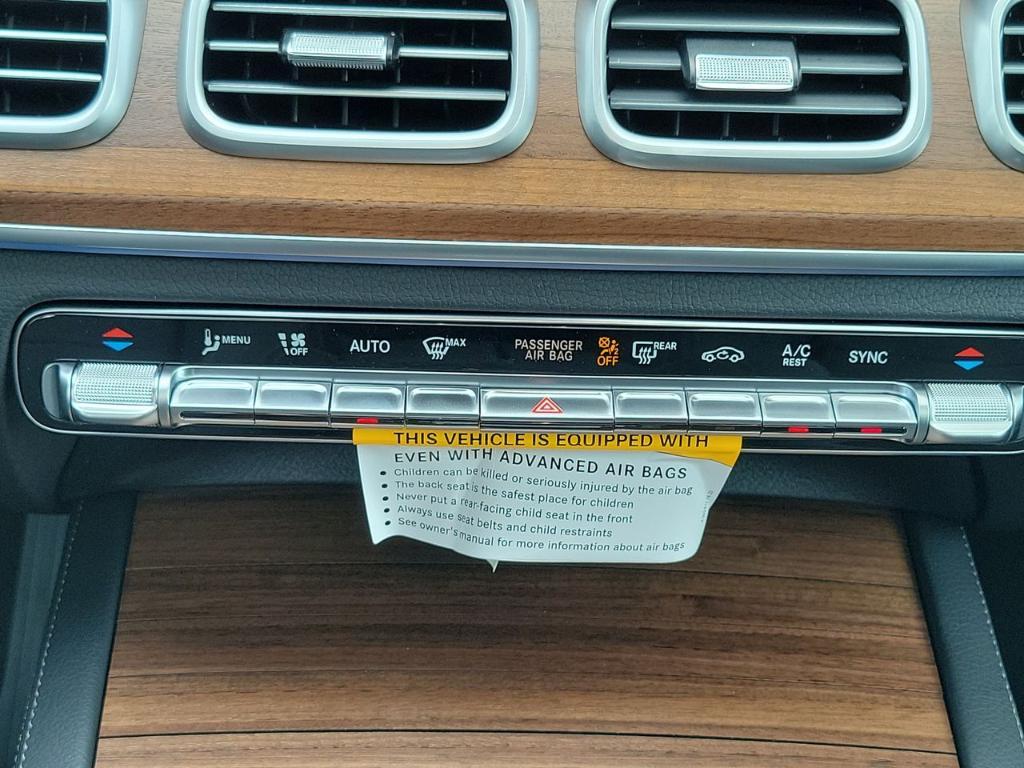 MENU
OFF
AUTO
MAX
PASSENGER
AIR BAG
OFF
REAR
A/C
REST
SYNC
THIS VEHICLE IS EQUIPPED WITH
EVEN WITH ADVANCED AIR BAGS
• Children can be killed or seriously injured by the air bag
• The back seat is the safest place for children
• Never put a rear-facing child seat in the front
• Always use seat belts and child restraints
• See owner's manual for more information about air bags